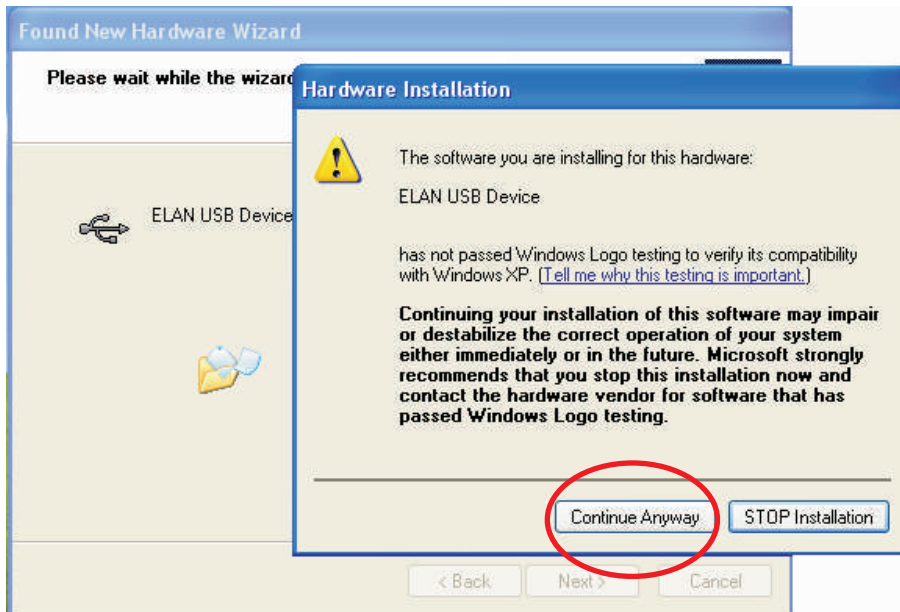 Found New Hardware Wizard
Please wait while the wizard
Hardware Installation
The software you are installing for this hardware:
ELAN USB Device
ELAN USB Device
has not passed Windows Logo testing to verify its compatibility
with Windows XP. (Tell me why this testing is important.)
Continuing your installation of this software may impair
or destabilize the correct operation of your system
either immediately or in the future. Microsoft strongly
recommends that you stop this installation now and
contact the hardware vendor for software that has
passed Windows Logo testing.
Continue Anyway
STOP Installation
< Back
Next >
Cancel